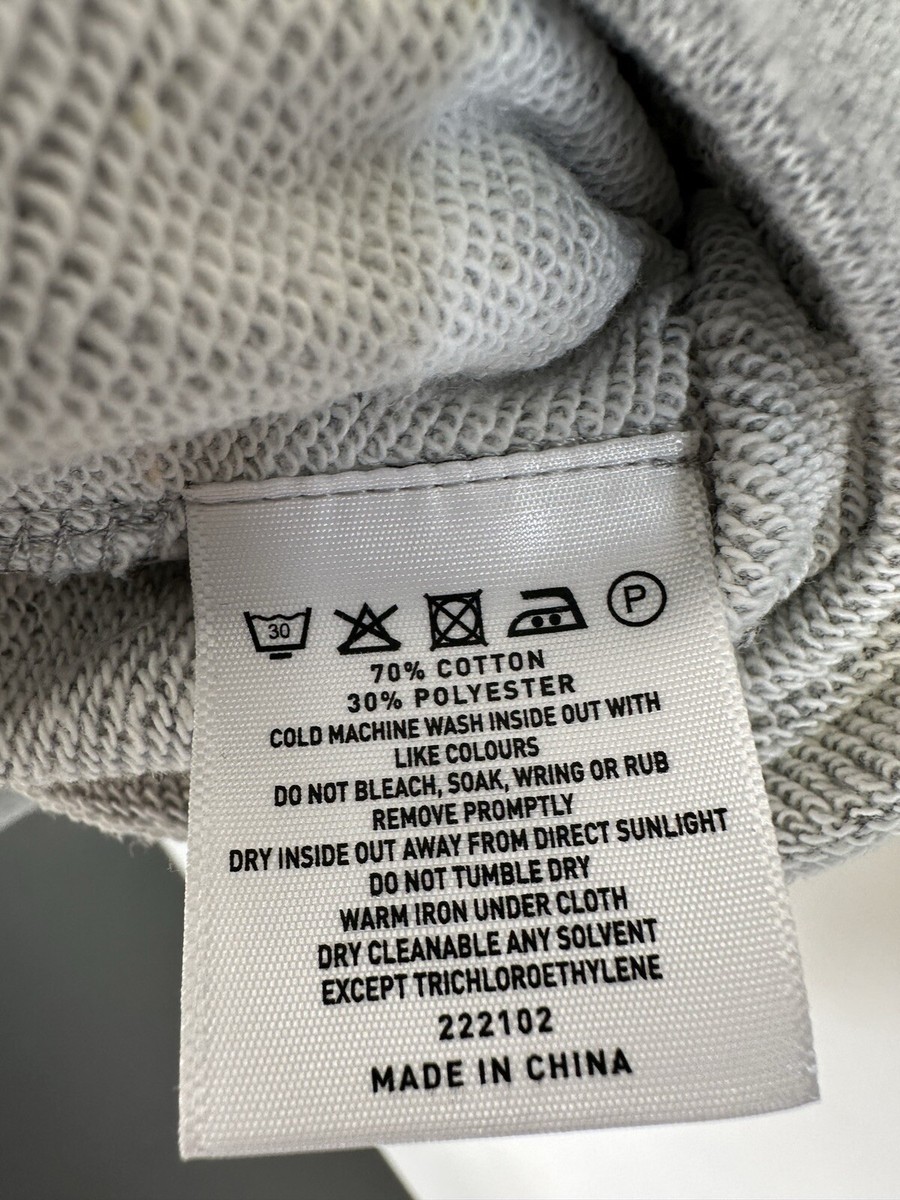 30
P
70% COTTON
30% POLYESTER
COLD MACHINE WASH INSIDE OUT WITH
LIKE COLOURS
DO NOT BLEACH, SOAK, WRING OR RUB
REMOVE PROMPTLY
DRY INSIDE OUT AWAY FROM DIRECT SUNLIGHT
DO NOT TUMBLE DRY
WARM IRON UNDER CLOTH
DRY CLEANABLE ANY SOLVENT
EXCEPT TRICHLOROETHYLENE
222102
MADE IN CHINA